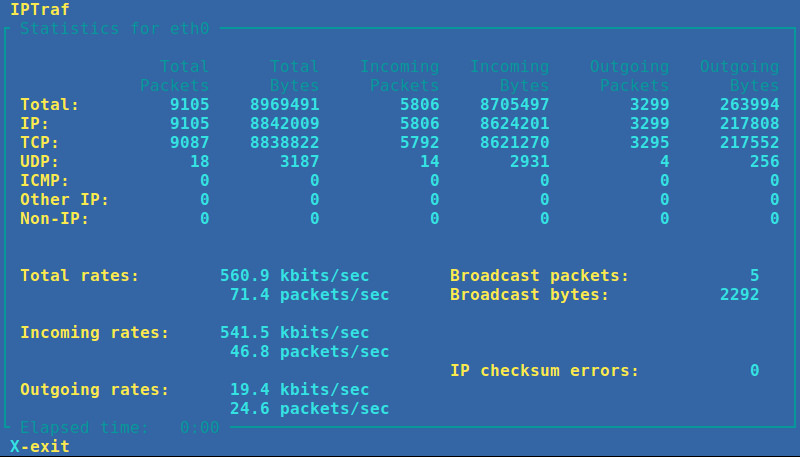 IPTraf
Statistics for eth0
Total Total Incoming Incoming Outgoing Outgoing
Packets Bytes Packets Bytes Packets Bytes
Total: 9105 8969491 5806 8705497 3299 263994
IP: 9105 8842009 5806 8624201 3299 217808
TCP: 9087 8838822 5792 8621270 3295 217552
UDP: 18 3187 14 2931 4 256
ICMP: 0 0 0 0 0 0
Other IP: 0 0 0 0 0 0
Non-IP: 0 0 0 0 0 0
Total rates: 560.9 kbits/sec Broadcast packets: 5
71.4 packets/sec Broadcast bytes: 2292
Incoming rates: 541.5 kbits/sec
46.8 packets/sec
IP checksum errors: 0
Outgoing rates: 19.4 kbits/sec
24.6 packets/sec
Elapsed time: 0:00
X-exit